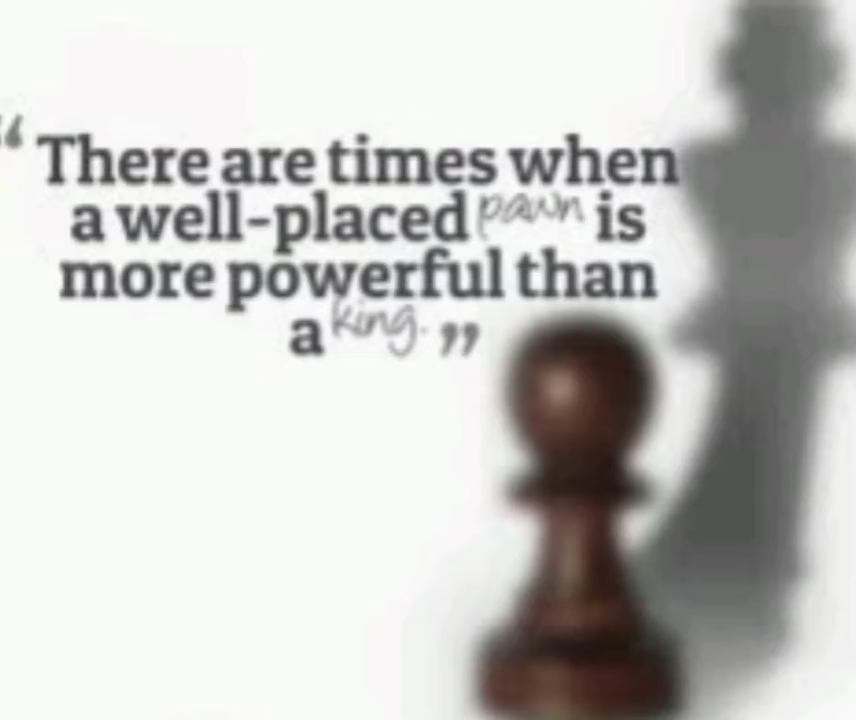 “There are times when
a well-placed pawn is
more powerful than
a king.”